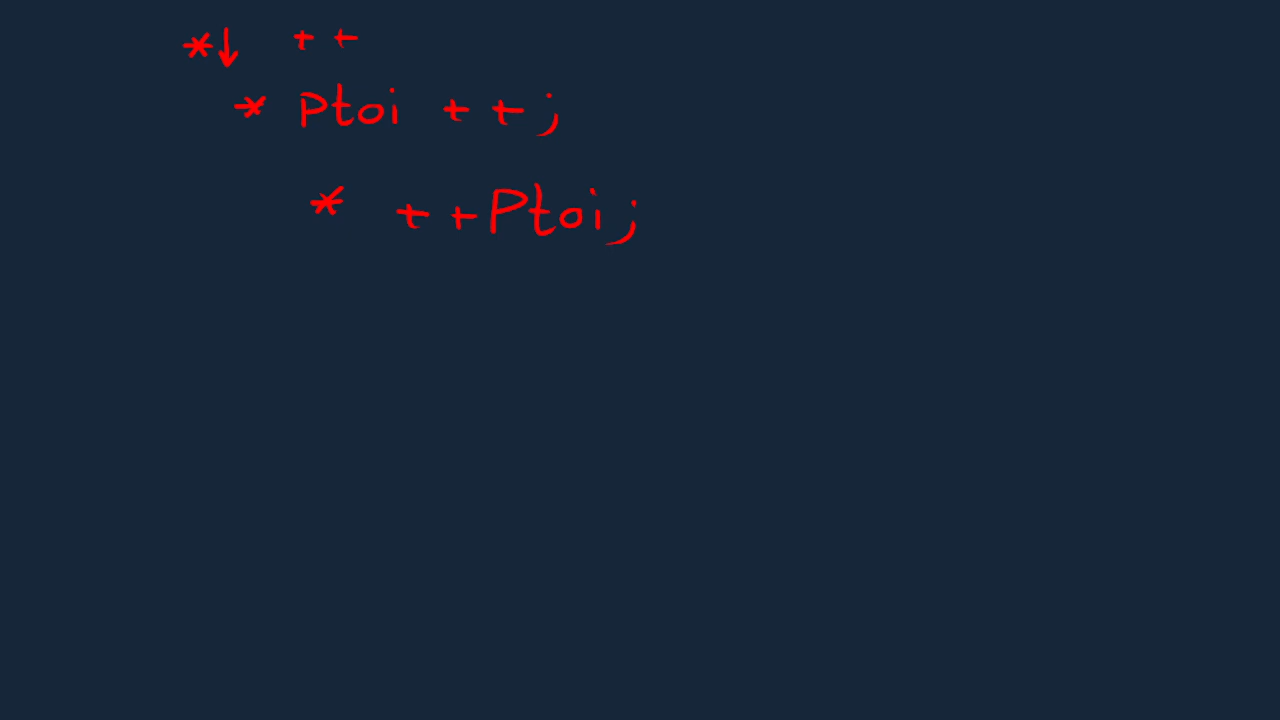 *↓ ++
* Ptoi ++;
* ++Ptoi;